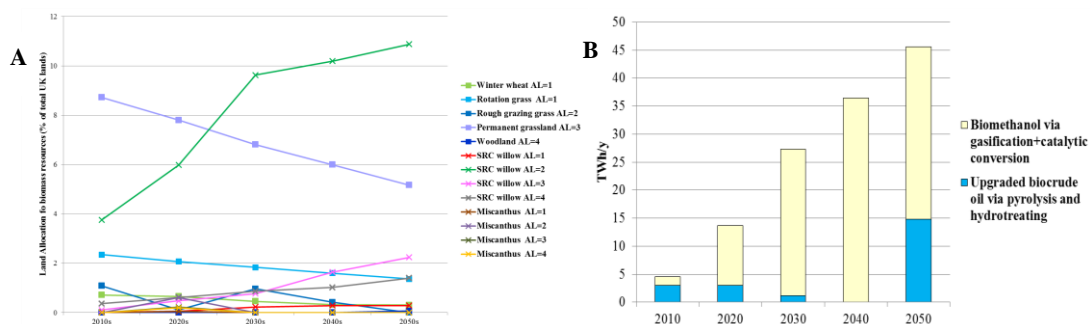 A
Land Allocation fo biomass resources (% of total UK lands)
12
10
8
6
4
2
0
2010s
2020s
2030s
2040s
2050s
Winter wheat AL=1
Rotation grass AL=1
Rough grazing grass AL=2
Permanent grassland AL=3
Woodland AL=4
SRC willow AL=1
SRC willow AL=2
SRC willow AL=3
SRC willow AL=4
Miscanthus AL=1
Miscanthus AL=2
Miscanthus AL=3
Miscanthus AL=4
B
TWh/y
50
45
40
35
30
25
20
15
10
5
0
2010
2020
2030
2040
2050
Biomethanol via
gasification+catalytic
conversion
Upgraded biocrude
oil via pyrolysis and
hydrotreating